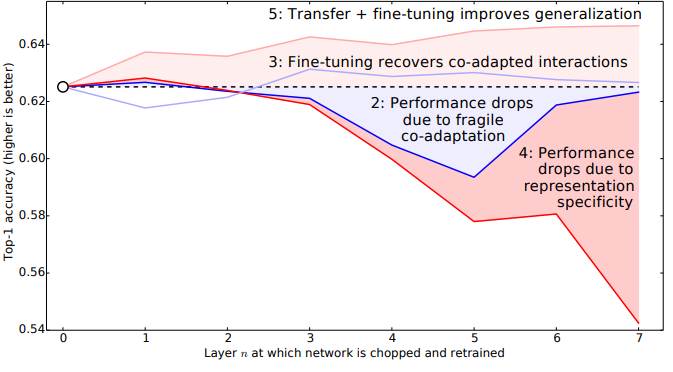 5: Transfer + fine-tuning improves generalization
0.64
3: Fine-tuning recovers co-adapted interactions
0.62
2: Performance drops
due to fragile
co-adaptation
4: Performance
drops due to
representation
specificity
0.60
0.58
0.56
0.54
Top-1 accuracy (higher is better)
0 1 2 3 4 5 6 7
Layer n at which network is chopped and retrained